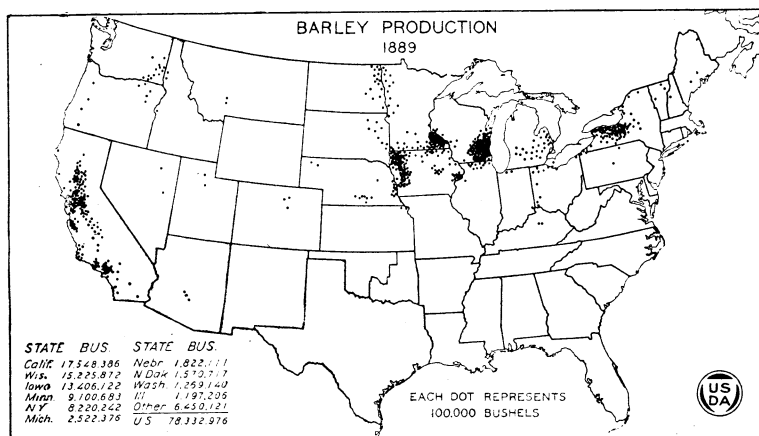 BARLEY PRODUCTION
1889
STATE BUS. STATE BUS.
Calif. 17,548,386 Nebr 1,822,111
Wis. 15,225,872 N Dak 1,570,717
Iowa 13,406,122 Wash. 1,269,140
Minn. 9,100,683 Ill 1,197,206
N Y 8,220,242 Other 6,450,121
Mich. 2,522,376 U S 78,332,976
EACH DOT REPRESENTS
100,000 BUSHELS
US
DA